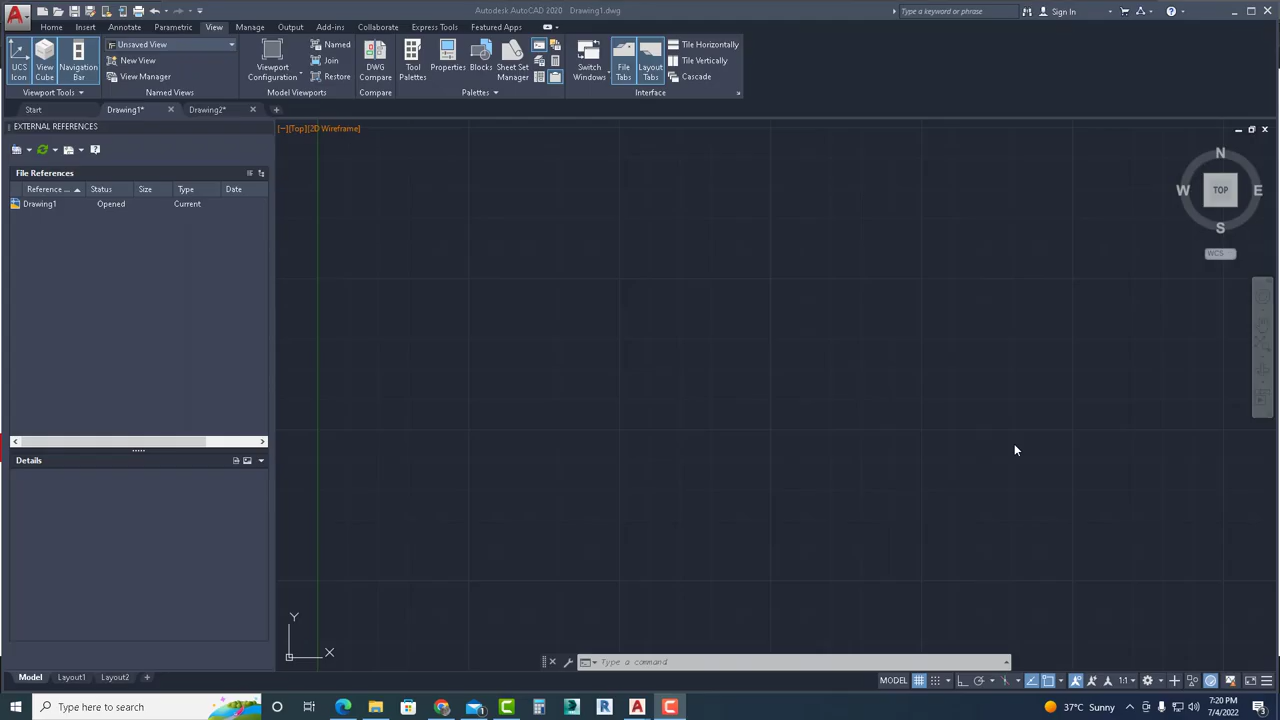 Autodesk AutoCAD 2020 Drawing1.dwg
Type a keyword or phrase
Sign In
Home Insert Annotate Parametric View Manage Output Add-ins Collaborate Express Tools Featured Apps
UCS Icon
View Cube
Navigation Bar
Unsaved View
New View
View Manager
Viewport Configuration
Named
Join
Restore
DWG Compare
Tool Palettes
Properties
Blocks
Sheet Set Manager
Switch Windows
File Tabs
Layout Tabs
Tile Horizontally
Tile Vertically
Cascade
Viewport Tools Named Views Model Viewports Compare Palettes Interface
Start Drawing1* Drawing2*
EXTERNAL REFERENCES
[−][Top][2D Wireframe]
N
W TOP E
S
WCS
File References
Reference ... Status Size Type Date
Drawing1 Opened Current
Details
Y
X
Type a command
Model Layout1 Layout2
MODEL
1:1
Type here to search
37°C Sunny
7:20 PM
7/4/2022